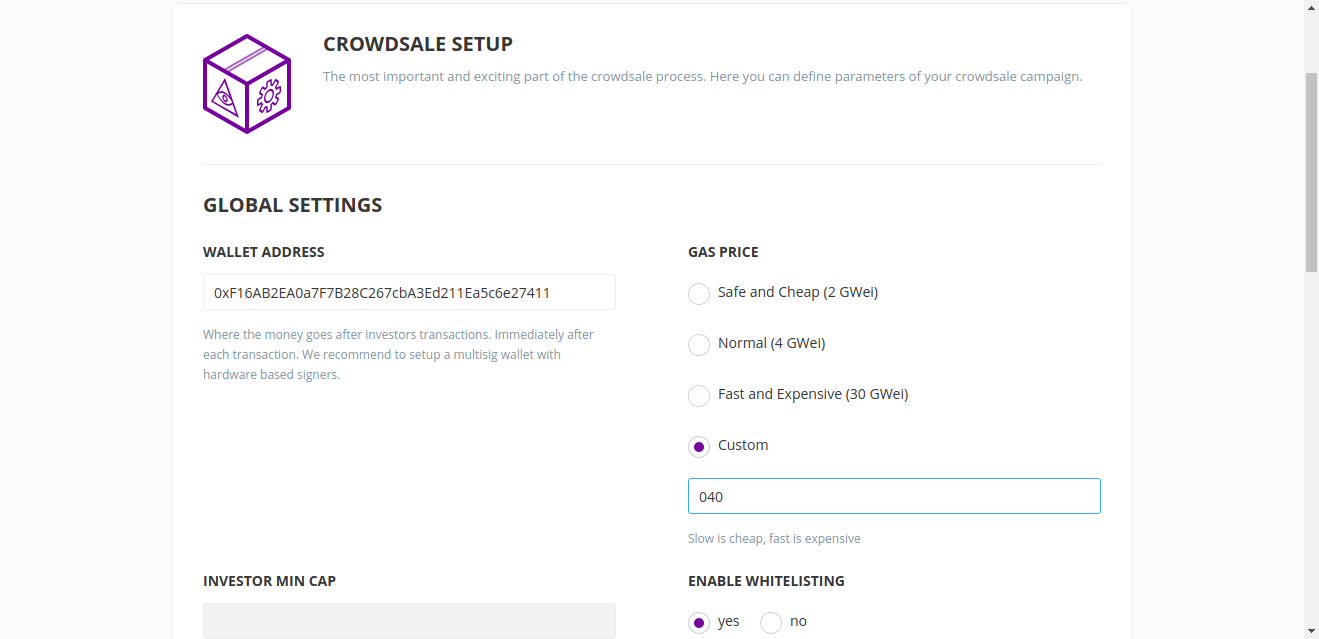 CROWDSALE SETUP
The most important and exciting part of the crowdsale process. Here you can define parameters of your crowdsale campaign.
GLOBAL SETTINGS
WALLET ADDRESS
0xF16AB2EA0a7F7B28C267cbA3Ed211Ea5c6e27411
Where the money goes after investors transactions. Immediately after
each transaction. We recommend to setup a multisig wallet with
hardware based signers.
GAS PRICE
Safe and Cheap (2 GWei)
Normal (4 GWei)
Fast and Expensive (30 GWei)
Custom
040
Slow is cheap, fast is expensive
INVESTOR MIN CAP
ENABLE WHITELISTING
yes no